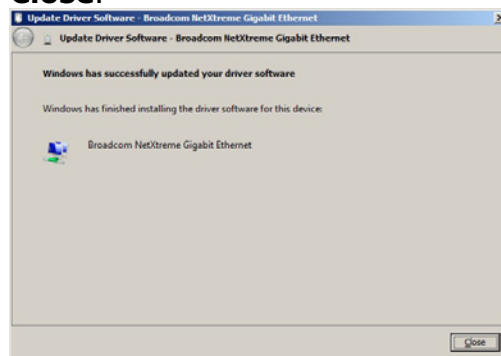 Close.
Update Driver Software - Broadcom NetXtreme Gigabit Ethernet
Update Driver Software - Broadcom NetXtreme Gigabit Ethernet
Windows has successfully updated your driver software
Windows has finished installing the driver software for this device:
Broadcom NetXtreme Gigabit Ethernet
Close